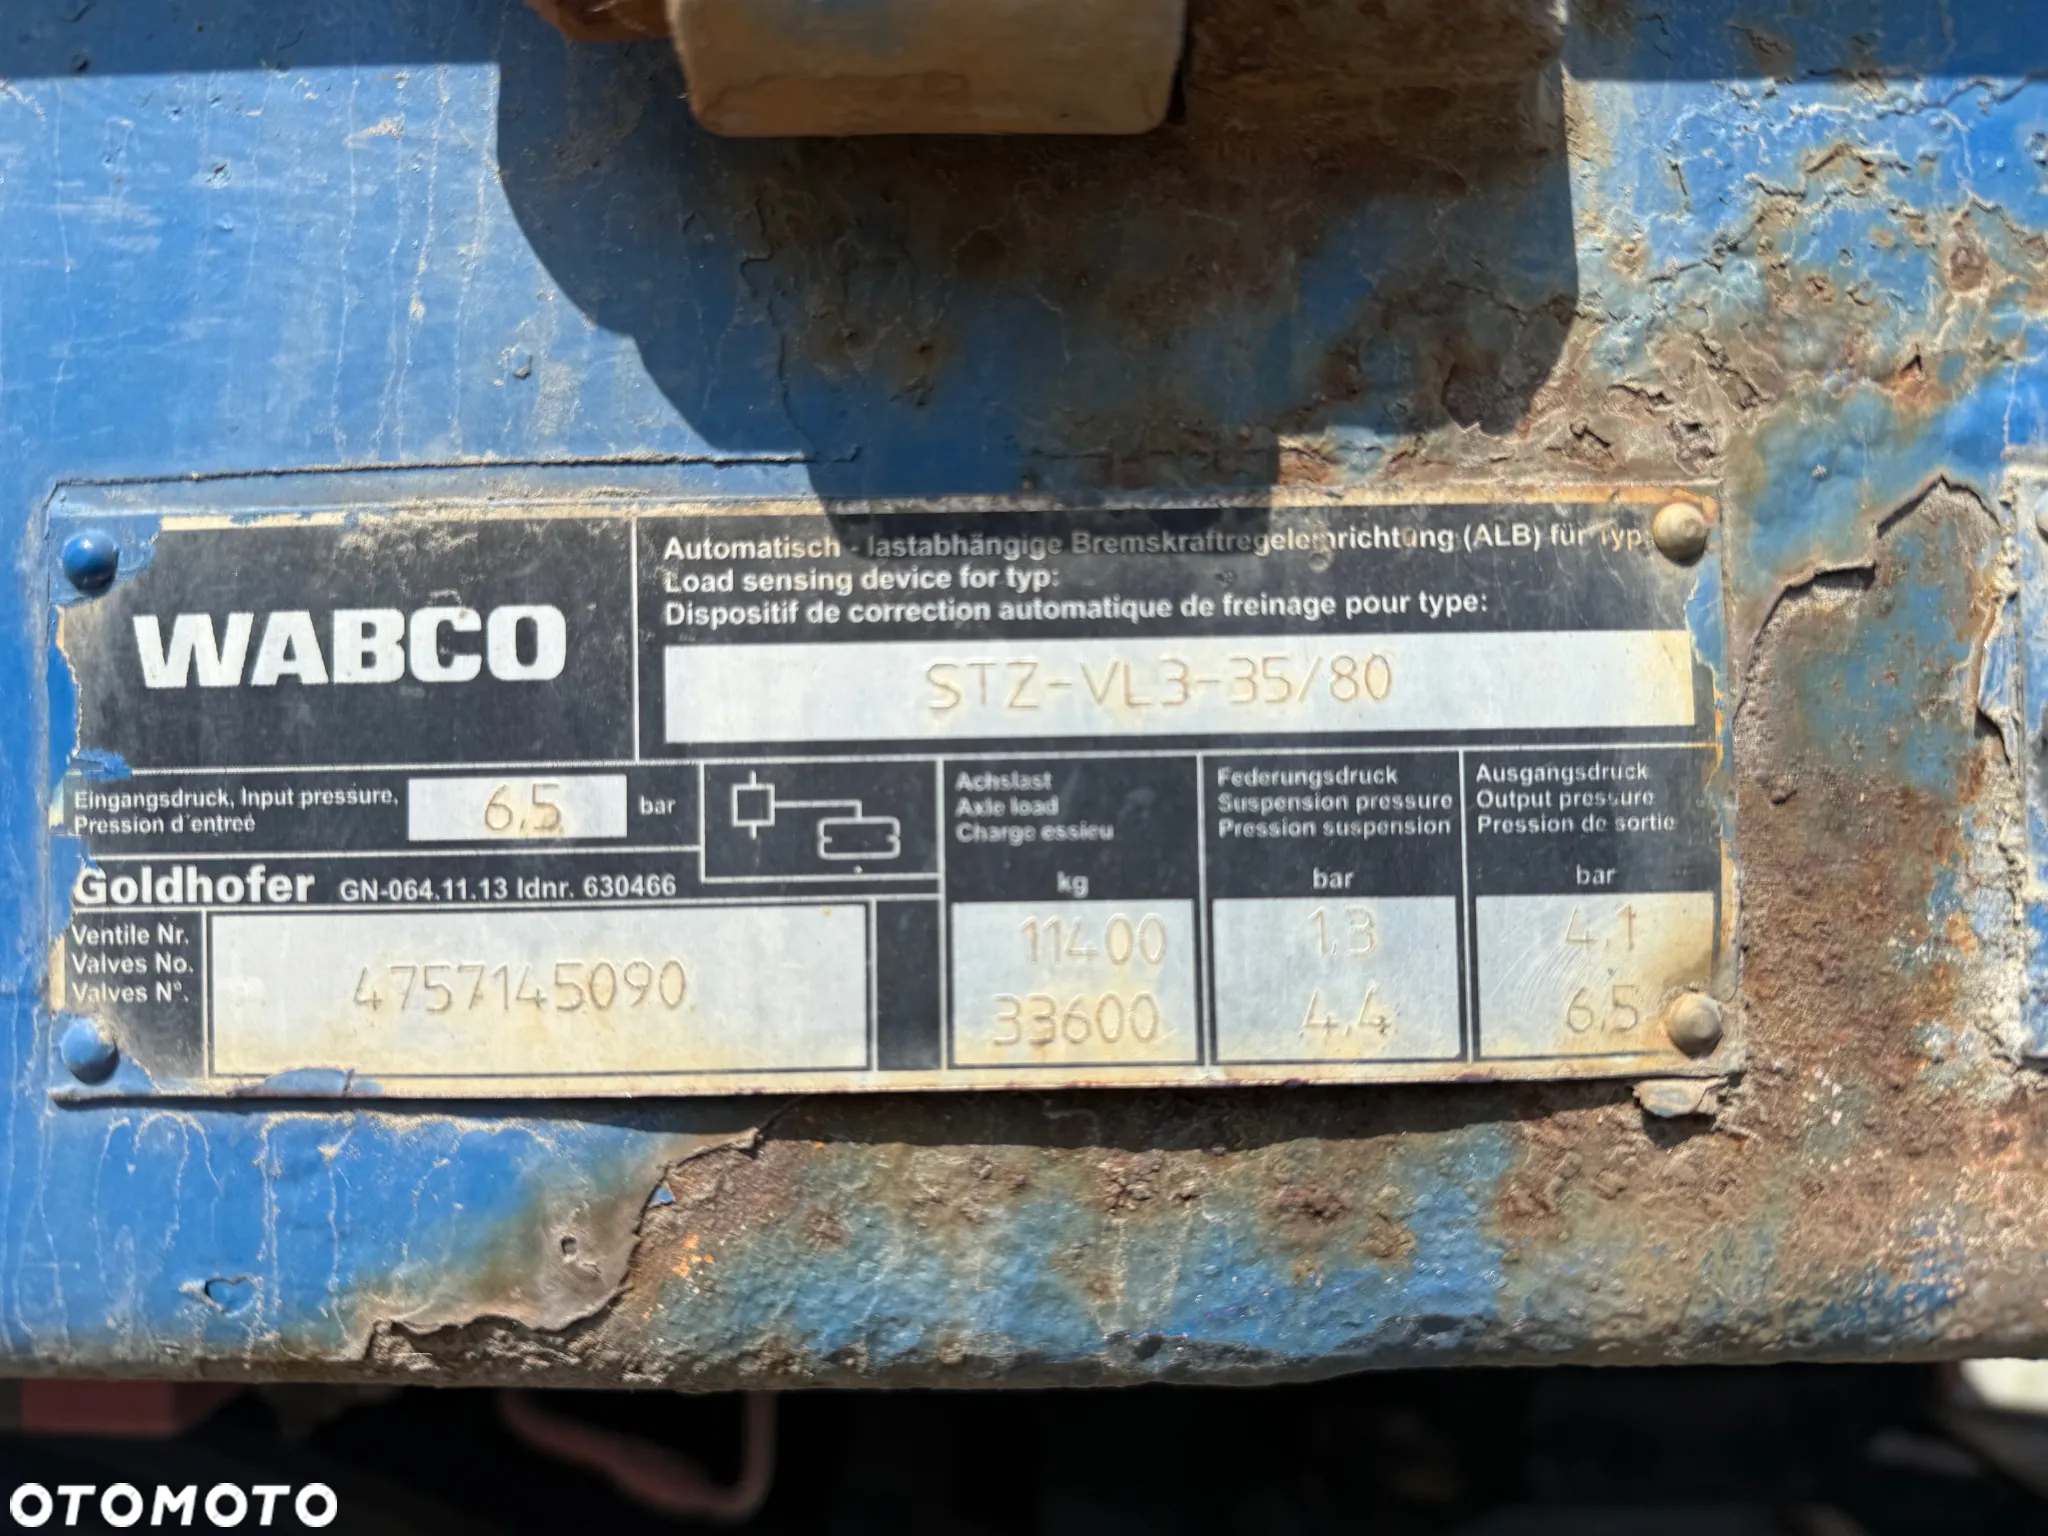 WABCO
Automatisch - lastabhängige Bremskraftregeleinrichtung (ALB) für Typ:
Load sensing device for typ:
Dispositif de correction automatique de freinage pour type:
STZ-VL3-35/80
Eingangsdruck, Input pressure,
Pression d'entreé
6,5 bar
Goldhofer GN-064.11.13 Idnr. 630466
Ventile Nr.
Valves No.
Valves N°.
4757145090
Achslast
Axle load
Charge essieu
kg
11400
33600
Federungsdruck
Suspension pressure
Pression suspension
bar
1,3
4,4
Ausgangsdruck
Output pressure
Pression de sortie
bar
4,1
6,5
OTOMOTO